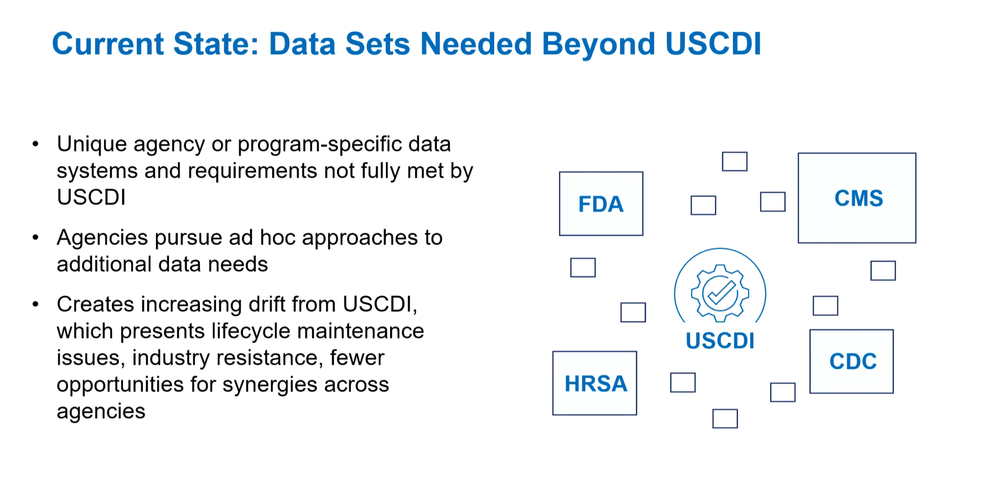 Current State: Data Sets Needed Beyond USCDI
• Unique agency or program-specific data
systems and requirements not fully met by
USCDI
• Agencies pursue ad hoc approaches to
additional data needs
• Creates increasing drift from USCDI,
which presents lifecycle maintenance
issues, industry resistance, fewer
opportunities for synergies across
agencies
FDA
CMS
USCDI
HRSA
CDC